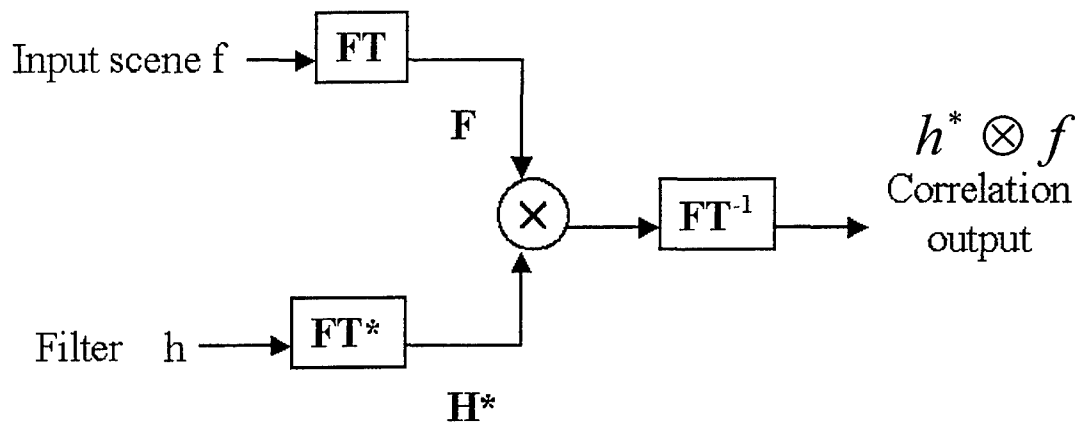 Input scene f
FT
F
×
FT⁻¹
h* ⊗ f
Correlation
output
Filter h
FT*
H*